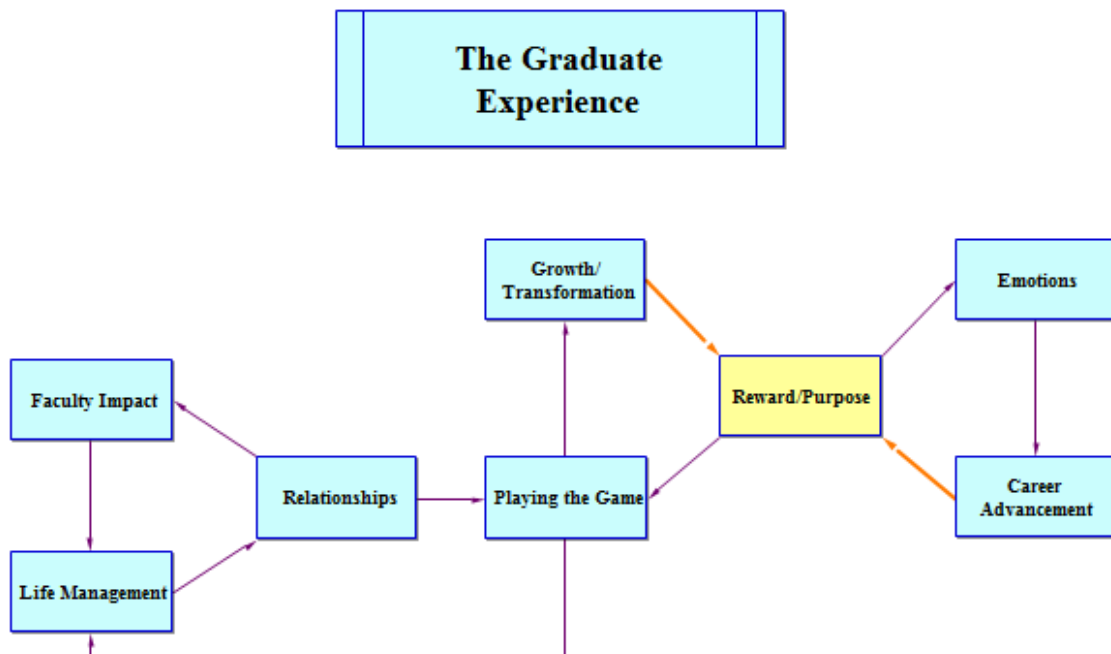 The Graduate
Experience
Growth/
Transformation
Emotions
Faculty Impact
Reward/Purpose
Relationships
Playing the Game
Career
Advancement
Life Management